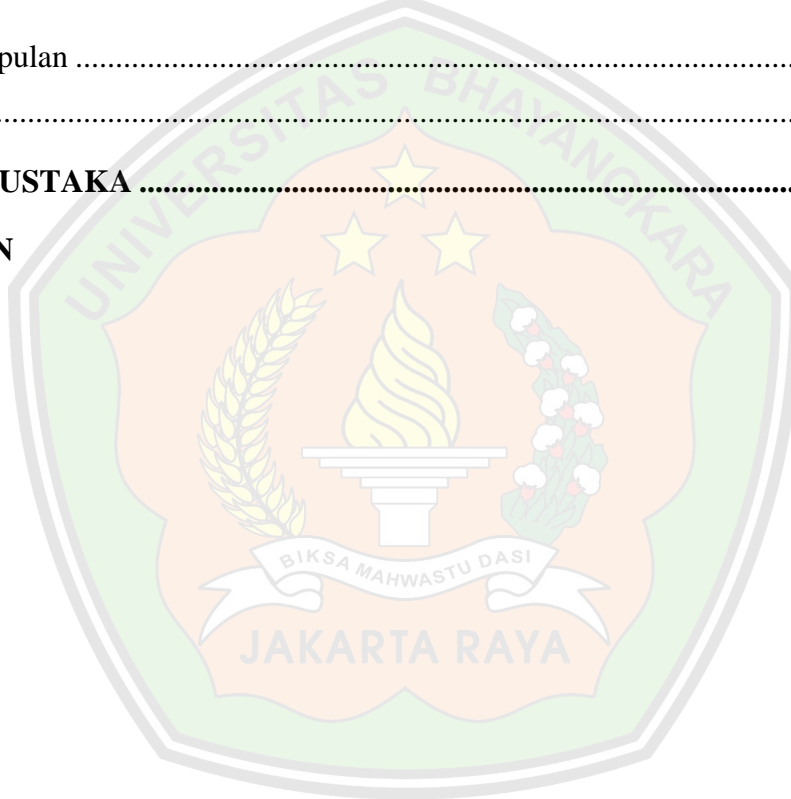 pulan ................................................................................................
................................................................................................
USTAKA ................................................................................................
N
UNIVERSITAS BHAYANGKARA
BIKSA MAHWASTU DASI
JAKARTA RAYA